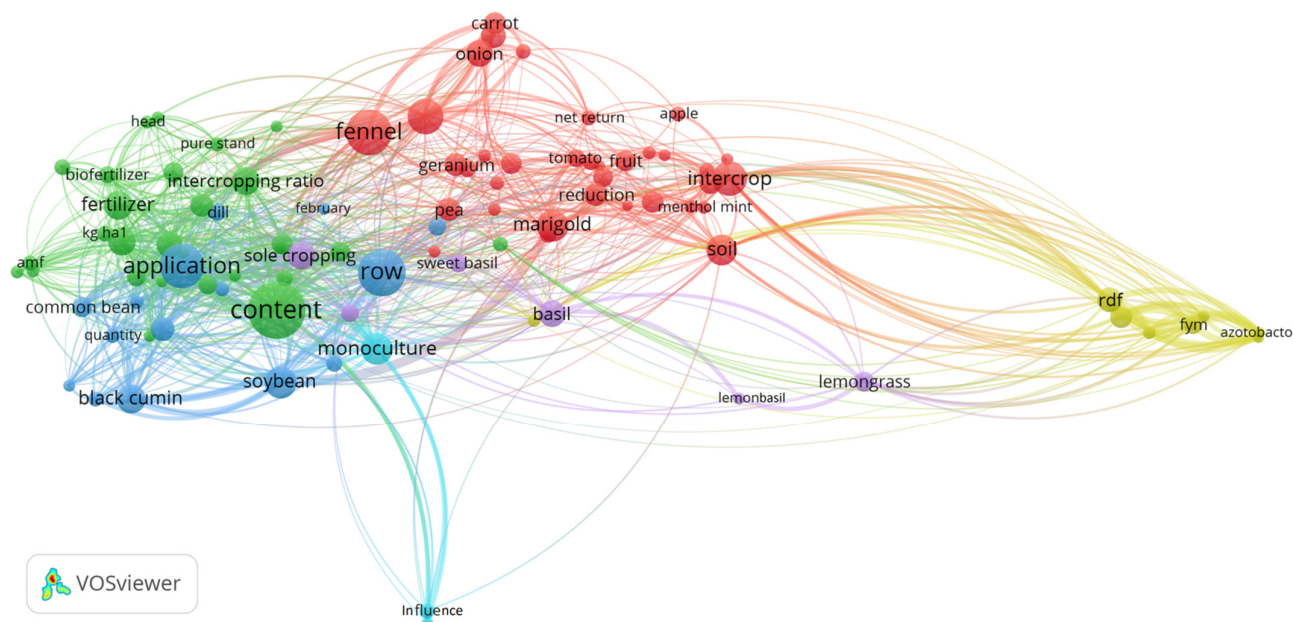 carrot
onion
head
fennel
net return
apple
pure stand
geranium
tomato
fruit
biofertilizer
intercropping ratio
intercrop
fertilizer
dill
february
pea
reduction
menthol mint
kg ha1
marigold
soil
amf
application
sole cropping
row
sweet basil
common bean
content
basil
rdf
quantity
fym
azotobacto
monoculture
black cumin
soybean
lemongrass
lemonbasil
VOSviewer
Influence